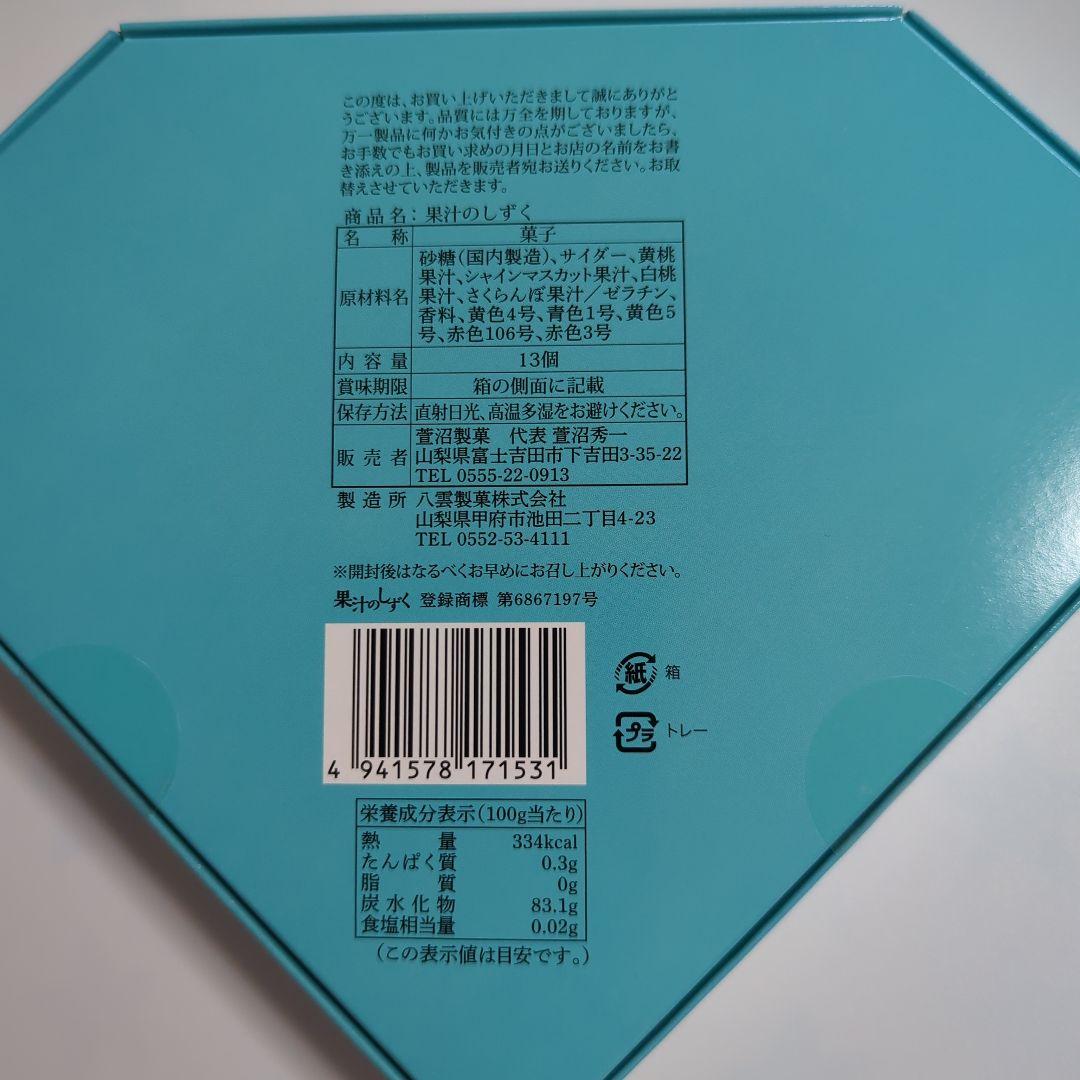 この度は、お買い上げいただきまして誠にありがと
うございます。品質には万全を期しておりますが、
万一製品に何かお気付きの点がございましたら、
お手数でもお買い求めの月日とお店の名前をお書
き添えの上、製品を販売者宛お送りください。お取
替えさせていただきます。
商品名：果汁のしずく
名称 菓子
原材料名 砂糖（国内製造）、サイダー、黄桃
果汁、シャインマスカット果汁、白桃
果汁、さくらんぼ果汁／ゼラチン、
香料、黄色4号、青色1号、黄色5
号、赤色106号、赤色3号
内容量 13個
賞味期限 箱の側面に記載
保存方法 直射日光、高温多湿をお避けください。
販売者 萱沼製菓 代表 萱沼秀一
山梨県富士吉田市下吉田3-35-22
TEL 0555-22-0913
製造所 八雲製菓株式会社
山梨県甲府市池田二丁目4-23
TEL 0552-53-4111
※開封後はなるべくお早めにお召し上がりください。
果汁のしずく 登録商標 第6867197号
紙 箱
プラ トレー
4 941578 171531
栄養成分表示（100g当たり）
熱量 334kcal
たんぱく質 0.3g
脂質 0g
炭水化物 83.1g
食塩相当量 0.02g
（この表示値は目安です。）